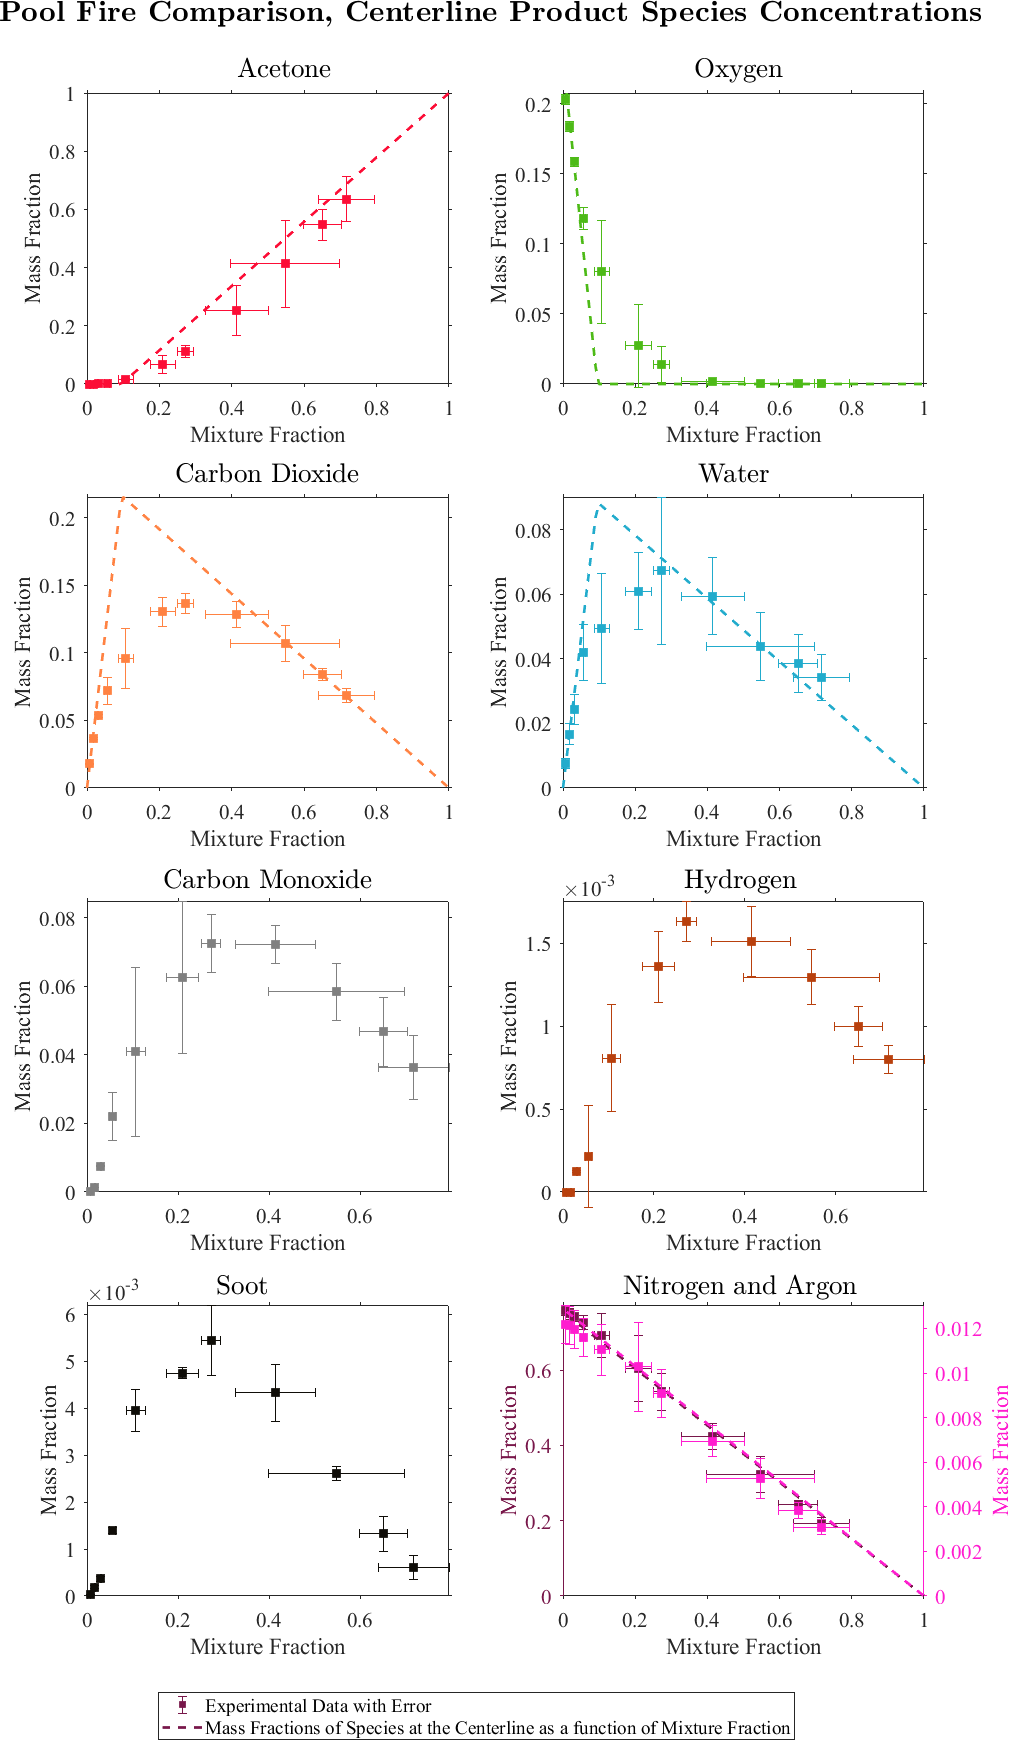 Pool Fire Comparison, Centerline Product Species Concentrations
Acetone
Mass Fraction
1
0.8
0.6
0.4
0.2
0
0 0.2 0.4 0.6 0.8 1
Mixture Fraction
Oxygen
Mass Fraction
0.2
0.15
0.1
0.05
0
0 0.2 0.4 0.6 0.8 1
Mixture Fraction
Carbon Dioxide
Mass Fraction
0.2
0.15
0.1
0.05
0
0 0.2 0.4 0.6 0.8 1
Mixture Fraction
Water
Mass Fraction
0.08
0.06
0.04
0.02
0
0 0.2 0.4 0.6 0.8 1
Mixture Fraction
Carbon Monoxide
Mass Fraction
0.08
0.06
0.04
0.02
0
0 0.2 0.4 0.6
Mixture Fraction
Hydrogen
×10-3
Mass Fraction
1.5
1
0.5
0
0 0.2 0.4 0.6
Mixture Fraction
Soot
×10-3
Mass Fraction
6
5
4
3
2
1
0
0 0.2 0.4 0.6
Mixture Fraction
Nitrogen and Argon
Mass Fraction
0.6
0.4
0.2
0
0 0.2 0.4 0.6 0.8 1
Mixture Fraction
0.012
0.01
0.008
0.006
0.004
0.002
0
Mass Fraction
Experimental Data with Error
Mass Fractions of Species at the Centerline as a function of Mixture Fraction